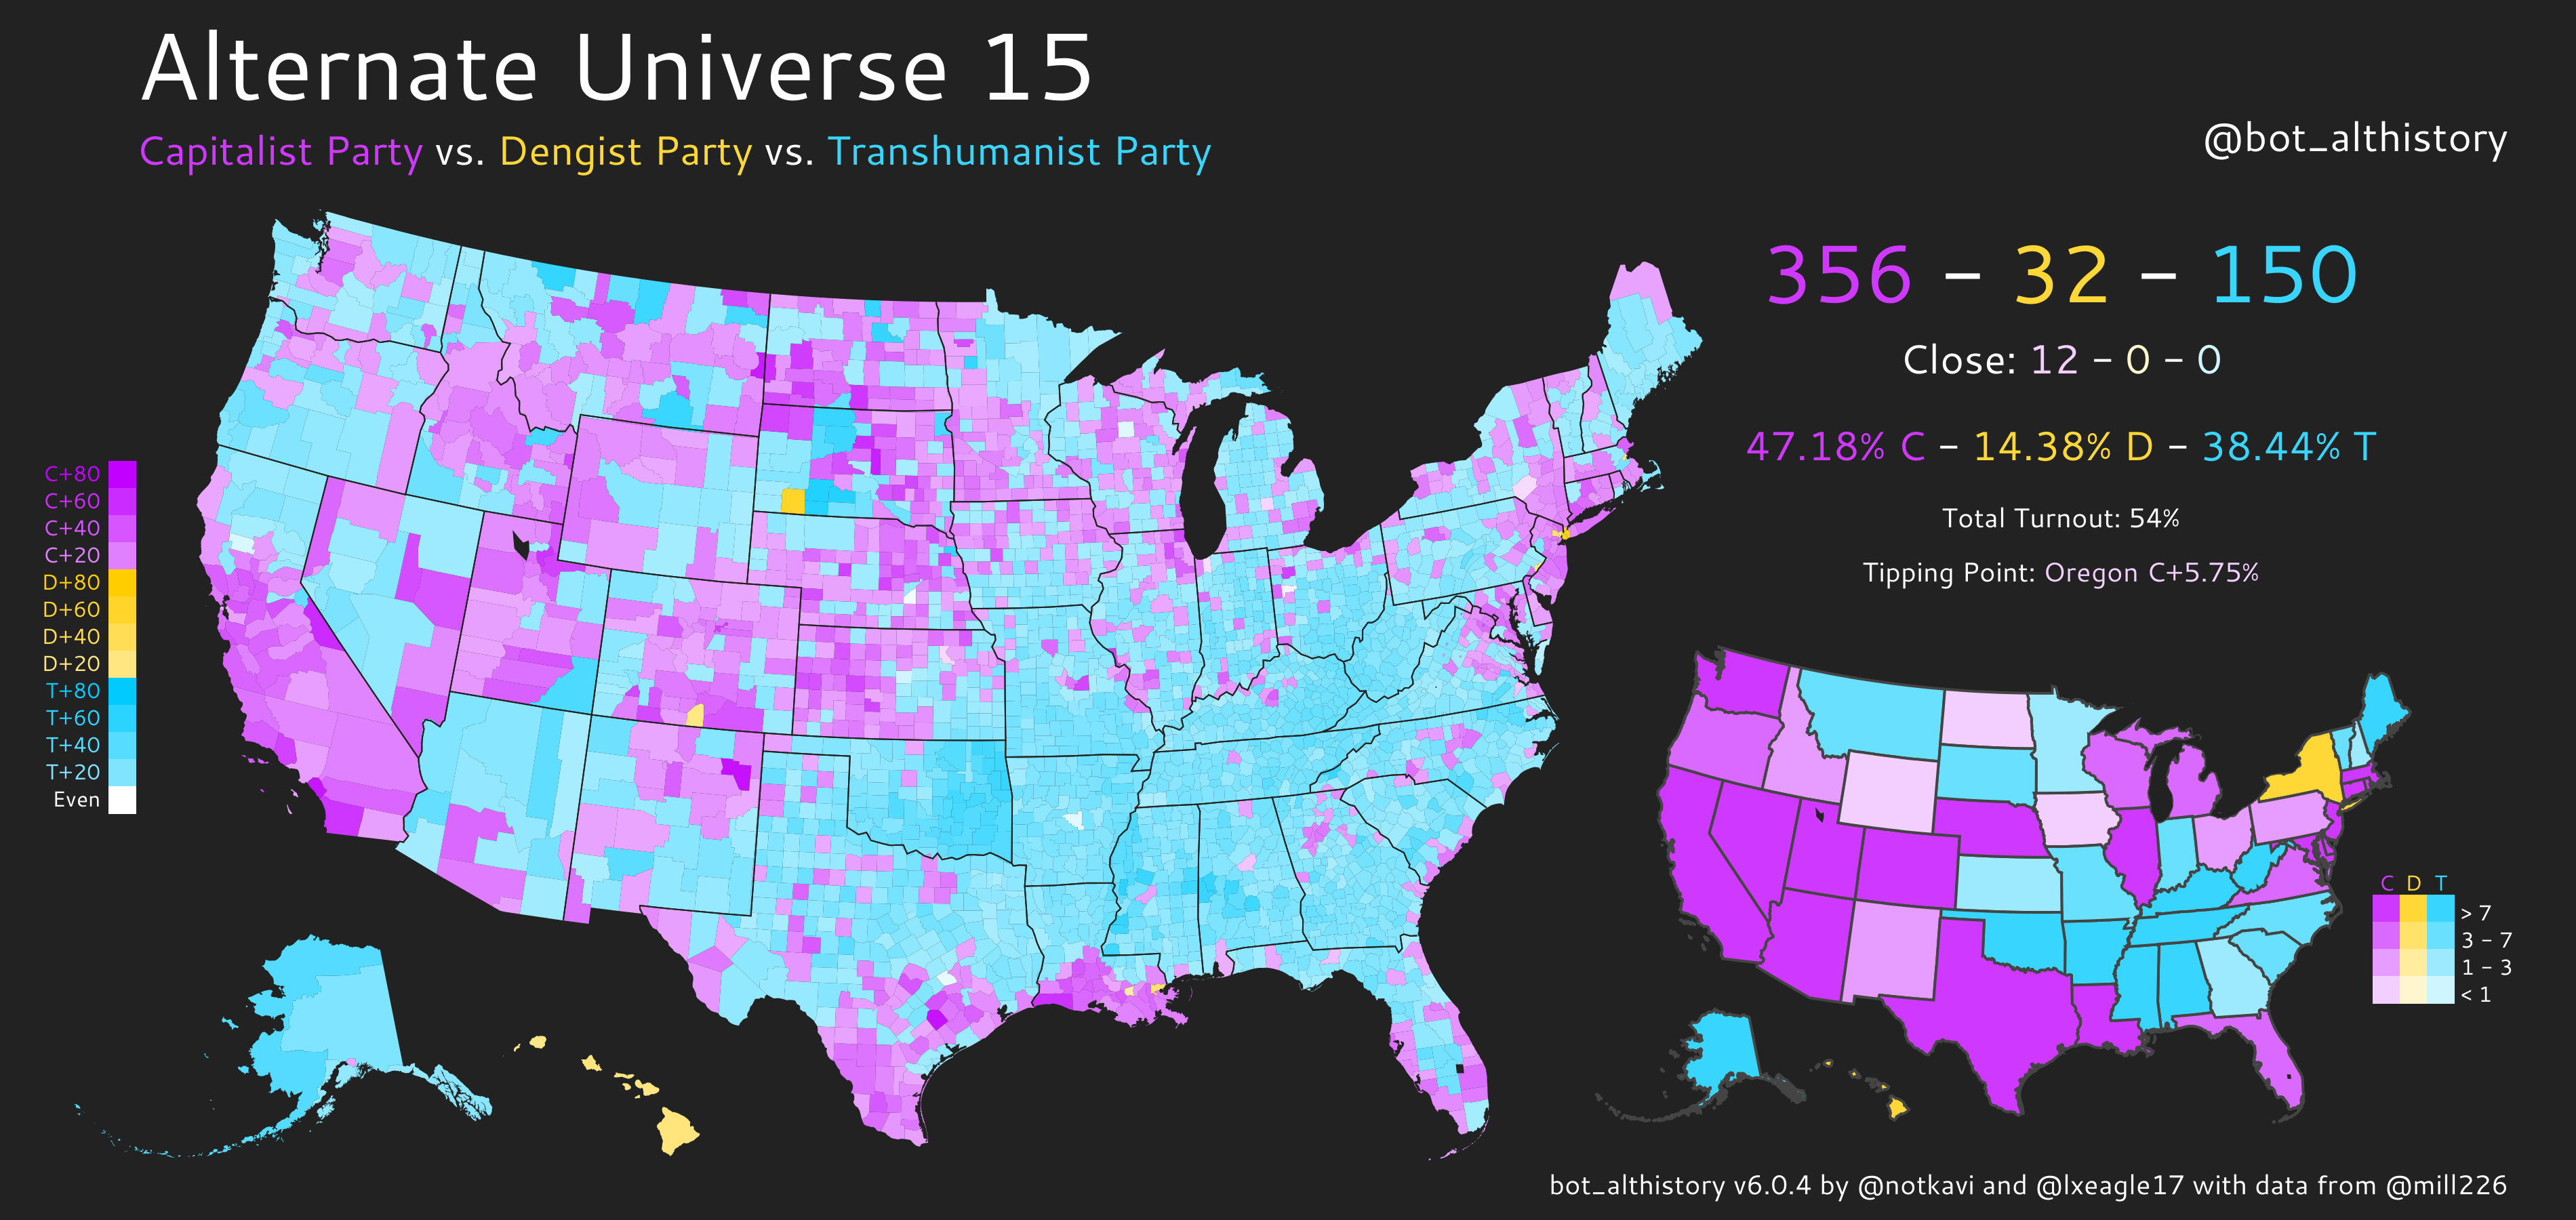 Alternate Universe 15
Capitalist Party vs. Dengist Party vs. Transhumanist Party
@bot_althistory
356 – 32 – 150
Close: 12 – 0 – 0
47.18% C – 14.38% D – 38.44% T
Total Turnout: 54%
Tipping Point: Oregon C+5.75%
C+80
C+60
C+40
C+20
D+80
D+60
D+40
D+20
T+80
T+60
T+40
T+20
Even
C D T
> 7
3 – 7
1 – 3
< 1
bot_althistory v6.0.4 by @notkavi and @lxeagle17 with data from @mill226